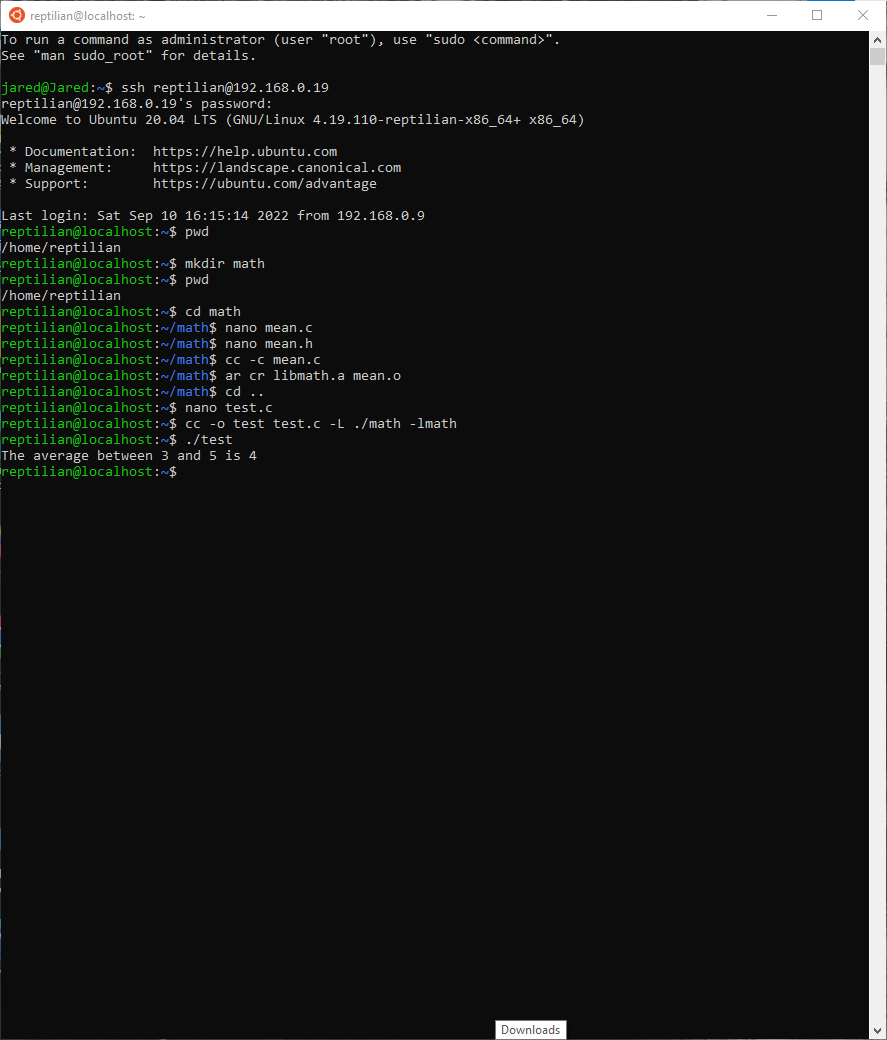 reptilian@localhost: ~
To run a command as administrator (user "root"), use "sudo <command>".
See "man sudo_root" for details.
jared@Jared:~$ ssh reptilian@192.168.0.19
reptilian@192.168.0.19's password:
Welcome to Ubuntu 20.04 LTS (GNU/Linux 4.19.110-reptilian-x86_64+ x86_64)
* Documentation:  https://help.ubuntu.com
* Management:     https://landscape.canonical.com
* Support:        https://ubuntu.com/advantage
Last login: Sat Sep 10 16:15:14 2022 from 192.168.0.9
reptilian@localhost:~$ pwd
/home/reptilian
reptilian@localhost:~$ mkdir math
reptilian@localhost:~$ pwd
/home/reptilian
reptilian@localhost:~$ cd math
reptilian@localhost:~/math$ nano mean.c
reptilian@localhost:~/math$ nano mean.h
reptilian@localhost:~/math$ cc -c mean.c
reptilian@localhost:~/math$ ar cr libmath.a mean.o
reptilian@localhost:~/math$ cd ..
reptilian@localhost:~$ nano test.c
reptilian@localhost:~$ cc -o test test.c -L ./math -lmath
reptilian@localhost:~$ ./test
The average between 3 and 5 is 4
reptilian@localhost:~$
Downloads